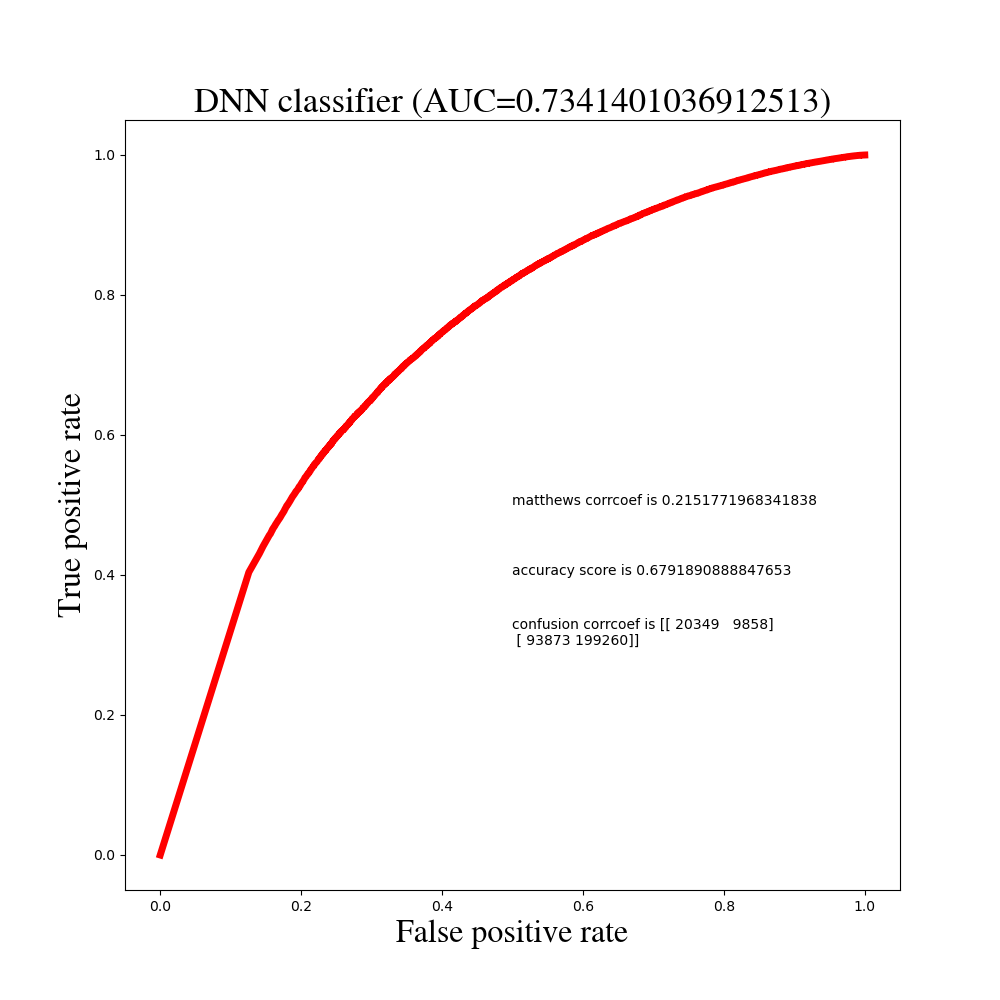 DNN classifier (AUC=0.7341401036912513)
1.0
0.8
0.6
0.4
0.2
0.0
True positive rate
matthews corrcoef is 0.2151771968341838
accuracy score is 0.6791890888847653
confusion corrcoef is [[ 20349   9858]
[ 93873 199260]]
0.0 0.2 0.4 0.6 0.8 1.0
False positive rate